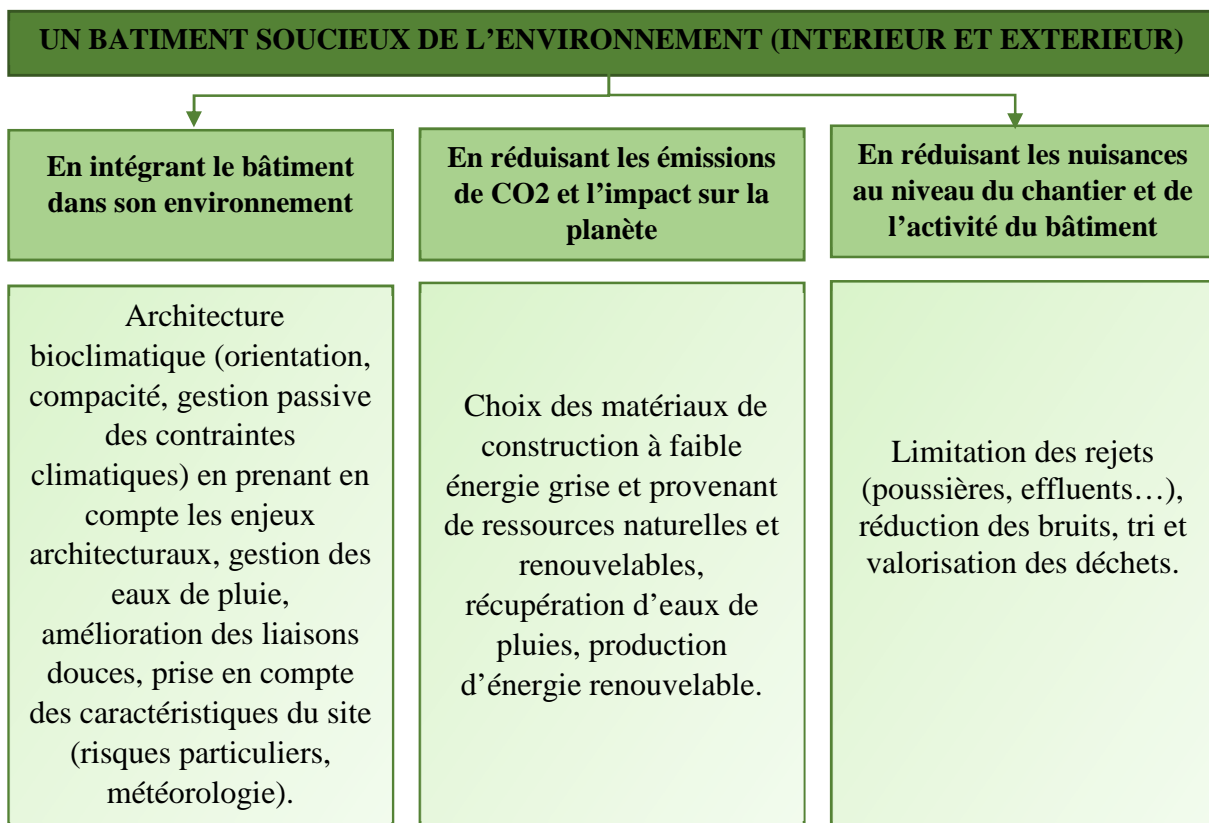 UN BATIMENT SOUCIEUX DE L’ENVIRONNEMENT (INTERIEUR ET EXTERIEUR)
En intégrant le bâtiment
dans son environnement
En réduisant les émissions
de CO2 et l’impact sur la
planète
En réduisant les nuisances
au niveau du chantier et de
l’activité du bâtiment
Architecture
bioclimatique (orientation,
compacité, gestion passive
des contraintes
climatiques) en prenant en
compte les enjeux
architecturaux, gestion des
eaux de pluie,
amélioration des liaisons
douces, prise en compte
des caractéristiques du site
(risques particuliers,
météorologie).
Choix des matériaux de
construction à faible
énergie grise et provenant
de ressources naturelles et
renouvelables,
récupération d’eaux de
pluies, production
d’énergie renouvelable.
Limitation des rejets
(poussières, effluents…),
réduction des bruits, tri et
valorisation des déchets.